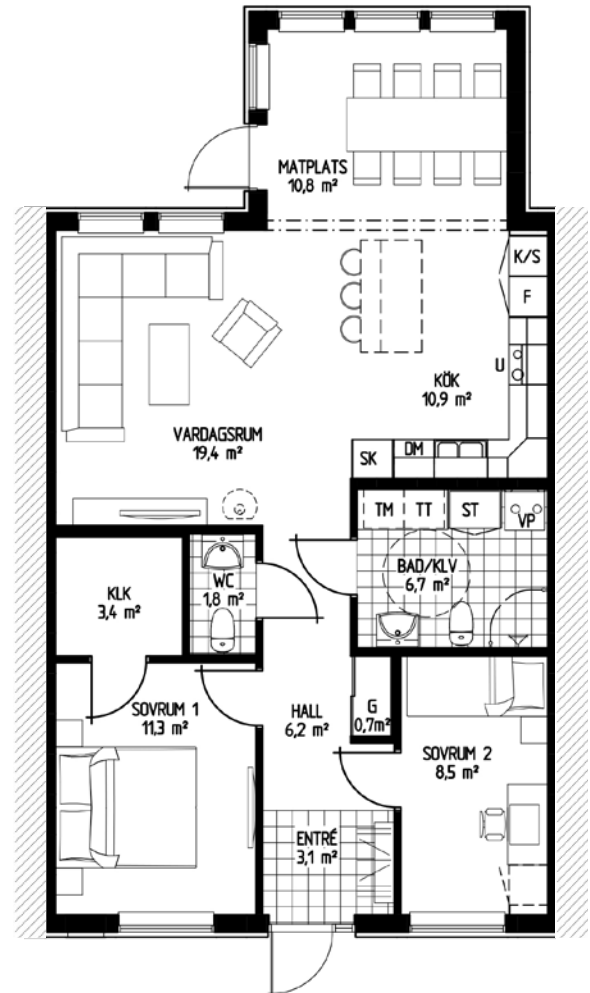 MATPLATS
10,8 m²
K/S
F
U
KÖK
10,9 m²
VARDAGSRUM
19,4 m²
SK
DM
TM
TT
ST
VP
BAD/KLV
6,7 m²
WC
1,8 m²
KLK
3,4 m²
SOVRUM 1
11,3 m²
HALL
6,2 m²
G
0,7m²
SOVRUM 2
8,5 m²
ENTRÉ
3,1 m²